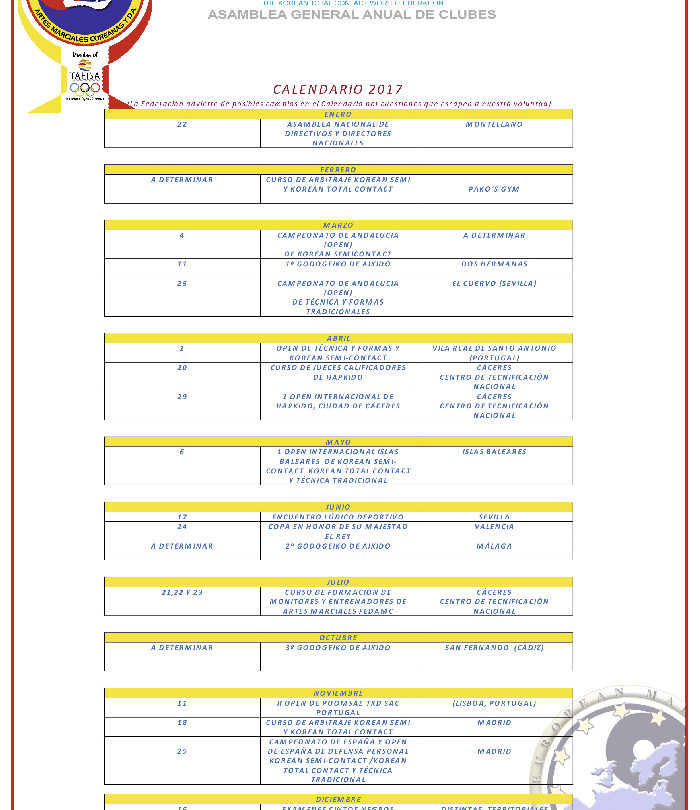 THE KOREAN TOTAL CONTACT WORLD FEDERATION
ASAMBLEA GENERAL ANUAL DE CLUBES
ARTES MARCIALES COREANAS Y D.A
Member of
TAFISA
CALENDARIO 2017
(La Federación advierte de posibles cambios en el Calendario por cuestiones que escapen a nuestra voluntad)
ENERO
22 ASAMBLEA NACIONAL DE MONTELLANO
DIRECTIVOS Y DIRECTORES
NACIONALES
FEBRERO
A DETERMINAR CURSO DE ARBITRAJE KOREAN SEMI
Y KOREAN TOTAL CONTACT PAKO´S GYM
MARZO
4 CAMPEONATO DE ANDALUCIA A DETERMINAR
(OPEN)
DE KOREAN SEMICONTACT
11 1º GODOGEIKO DE AIKIDO DOS HERMANAS
25 CAMPEONATO DE ANDALUCIA EL CUERVO (SEVILLA)
(OPEN)
DE TÉCNICA Y FORMAS
TRADICIONALES
ABRIL
1 OPEN DE TÉCNICA Y FORMAS Y VILA REAL DE SANTO ANTONIO
KOREAN SEMI-CONTACT (PORTUGAL)
20 CURSO DE JUECES CALIFICADORES CÁCERES
DE HAPKIDO CENTRO DE TECNIFICACIÓN
NACIONAL
29 1 OPEN INTERNACIONAL DE CÁCERES
HAPKIDO, CIUDAD DE CÁCERES CENTRO DE TECNIFICACIÓN
NACIONAL
MAYO
6 1 OPEN INTERNACIONAL ISLAS ISLAS BALEARES
BALEARES DE KOREAN SEMI-
CONTACT KOREAN TOTAL CONTACT
Y TÉCNICA TRADICIONAL
JUNIO
17 ENCUENTRO LÚDICO DEPORTIVO SEVILLA
24 COPA EN HONOR DE SU MAJESTAD VALENCIA
EL REY
A DETERMINAR 2º GODOGEIKO DE AIKIDO MÁLAGA
JULIO
21,22 Y 23 CURSO DE FORMACIÓN DE CÁCERES
MONITORES Y ENTRENADORES DE CENTRO DE TECNIFICACIÓN
ARTES MARCIALES FEDAMC NACIONAL
OCTUBRE
A DETERMINAR 3º GODOGEIKO DE AIKIDO SAN FERNANDO (CÁDIZ)
NOVIEMBRE
11 II OPEN DE POOMSAE TKD SAC (LISBOA, PORTUGAL)
PORTUGAL
18 CURSO DE ARBITRAJE KOREAN SEMI MADRID
Y KOREAN TOTAL CONTACT
CAMPEONATO DE ESPAÑA Y OPEN
25 DE ESPAÑA DE DEFENSA PERSONAL MADRID
KOREAN SEMI-CONTACT /KOREAN
TOTAL CONTACT Y TÉCNICA
TRADICIONAL
EUROPEAN MA
DICIEMBRE
16 EXAMENES CINTOS NEGROS DISTINTAS TERRITORIALES